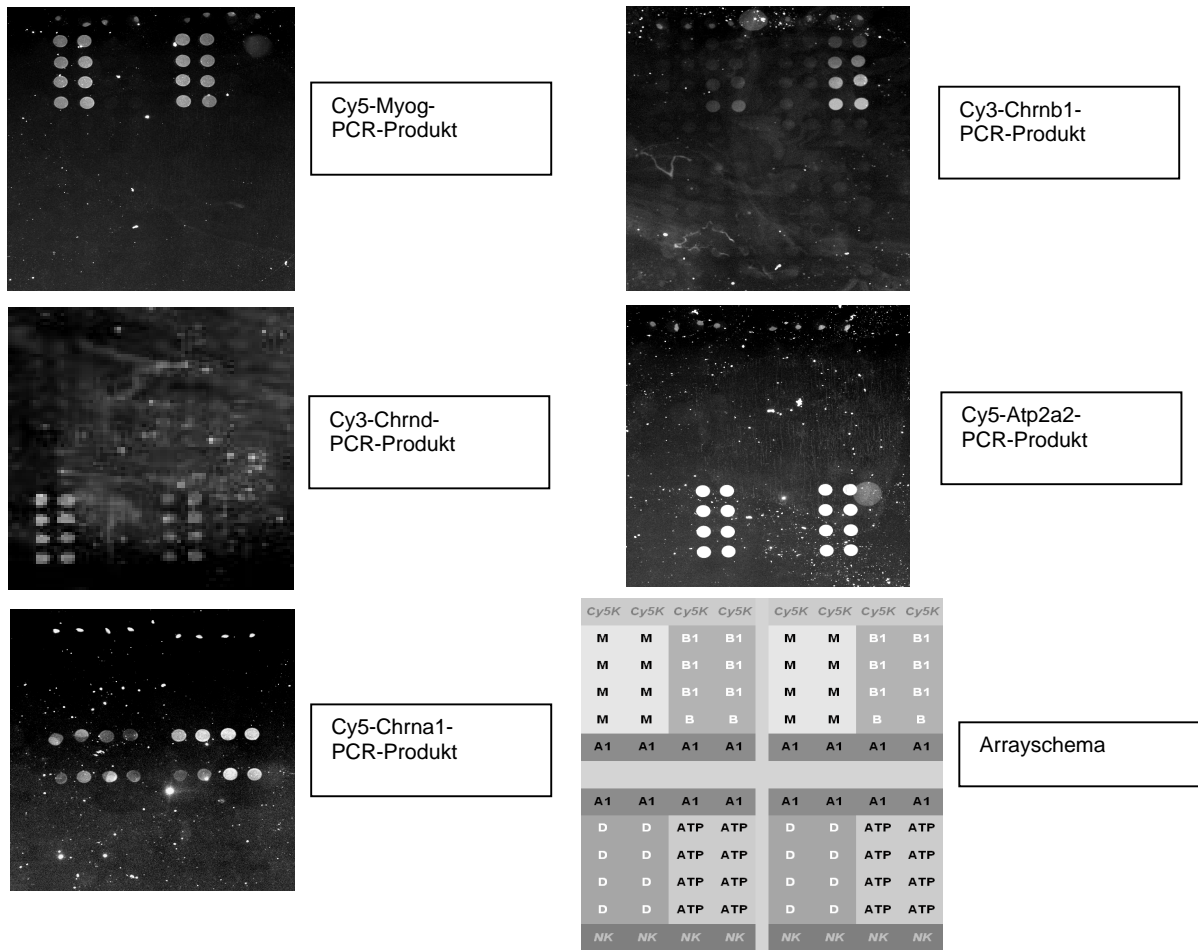 Cy5-Myog-
PCR-Produkt
Cy3-Chrnb1-
PCR-Produkt
Cy3-Chrnd-
PCR-Produkt
Cy5-Atp2a2-
PCR-Produkt
Cy5-Chrna1-
PCR-Produkt
Cy5K Cy5K Cy5K Cy5K Cy5K Cy5K Cy5K Cy5K
M M B1 B1 M M B1 B1
M M B1 B1 M M B1 B1
M M B1 B1 M M B1 B1
M M B B M M B B
A1 A1 A1 A1 A1 A1 A1 A1
A1 A1 A1 A1 A1 A1 A1 A1
D D ATP ATP D D ATP ATP
D D ATP ATP D D ATP ATP
D D ATP ATP D D ATP ATP
D D ATP ATP D D ATP ATP
NK NK NK NK NK NK NK NK
Arrayschema